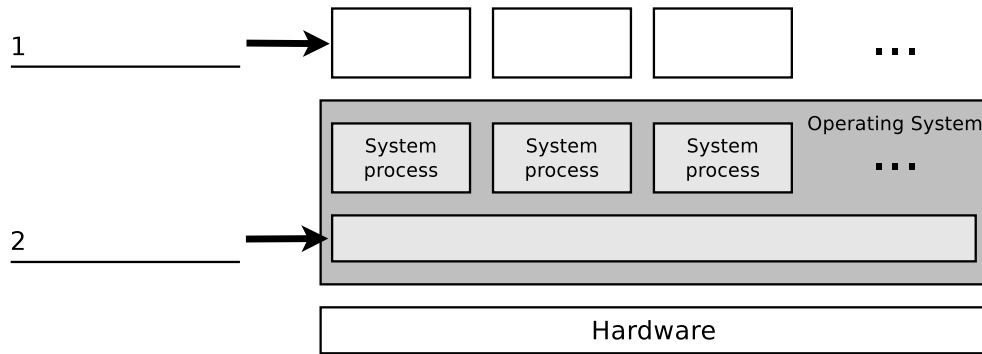 1
Operating System
System
process
System
process
System
process
2
Hardware